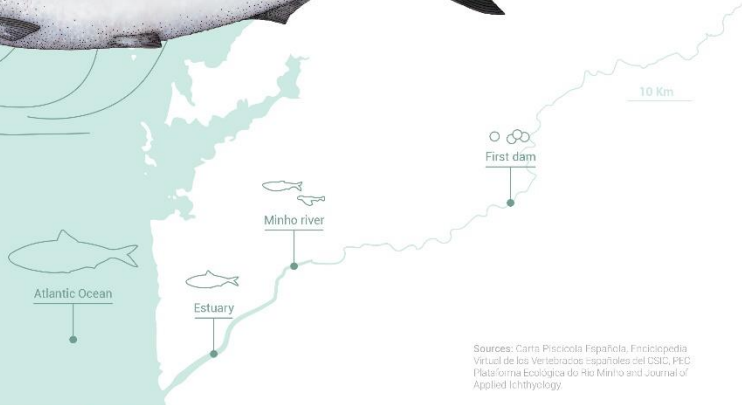 10 Km
First dam
Minho river
Atlantic Ocean
Estuary
Sources: Carta Piscícola Española, Enciclopedia
Virtual de los Vertebrados Españoles del CSIC, PEC
Plataforma Ecológica do Río Minho and Journal of
Applied Ichthyology.